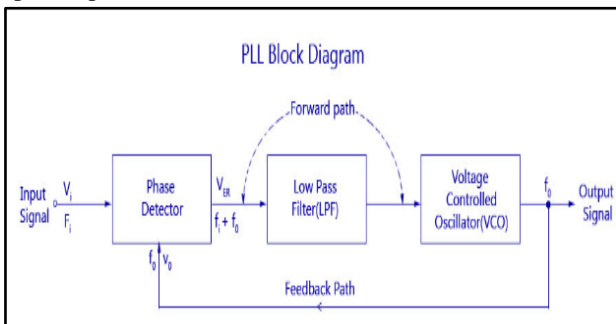 PLL Block Diagram
Forward path
Input
Signal
Vi
Fi
Phase
Detector
VER
fi + f0
Low Pass
Filter(LPF)
Voltage
Controlled
Oscillator(VCO)
f0
Output
Signal
f0 v0
Feedback Path